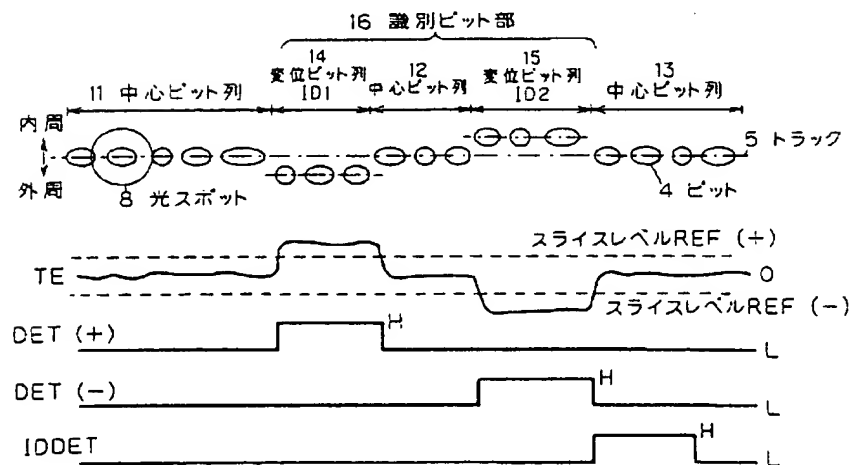 16 識別ピット部
14
変位ピット列
ID1
12
中心ピット列
15
変位ピット列
ID2
13
中心ピット列
11 中心ピット列
内周
外周
5 トラック
8 光スポット
4 ピット
スライスレベルREF (+)
TE
0
スライスレベルREF (−)
DET (+)
H
L
DET (−)
H
L
IDDET
H
L